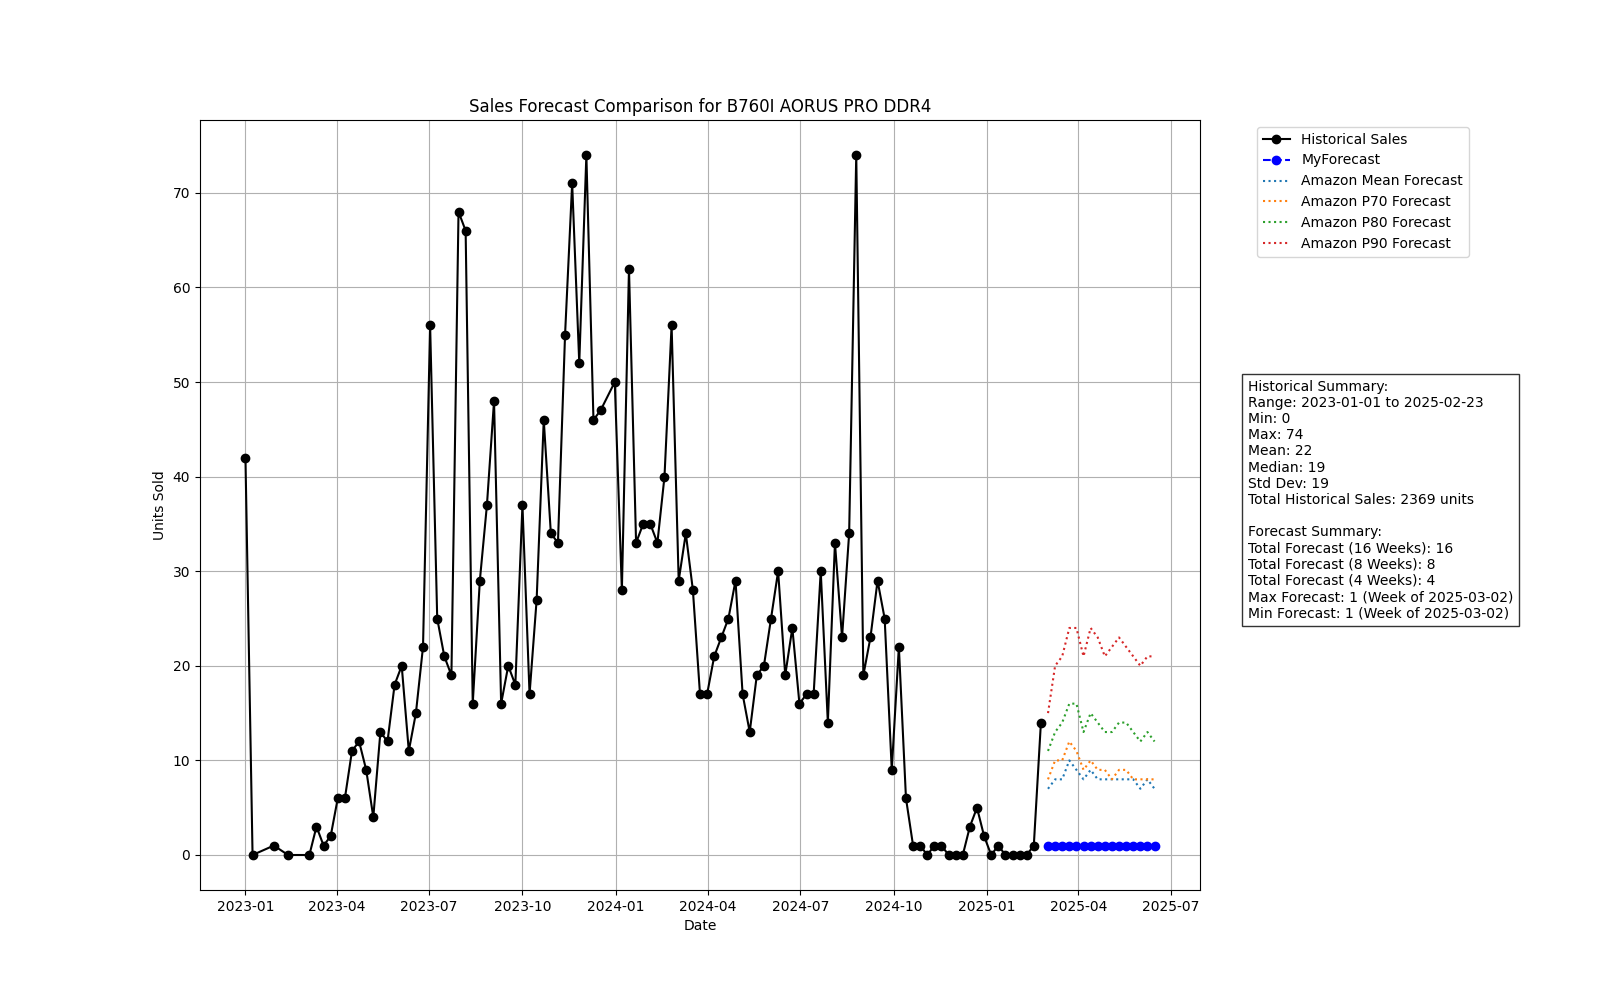 Sales Forecast Comparison for B760I AORUS PRO DDR4
Historical Sales
MyForecast
Amazon Mean Forecast
Amazon P70 Forecast
Amazon P80 Forecast
Amazon P90 Forecast
70
60
50
40
30
20
10
0
Units Sold
Historical Summary:
Range: 2023-01-01 to 2025-02-23
Min: 0
Max: 74
Mean: 22
Median: 19
Std Dev: 19
Total Historical Sales: 2369 units
Forecast Summary:
Total Forecast (16 Weeks): 16
Total Forecast (8 Weeks): 8
Total Forecast (4 Weeks): 4
Max Forecast: 1 (Week of 2025-03-02)
Min Forecast: 1 (Week of 2025-03-02)
2023-01 2023-04 2023-07 2023-10 2024-01 2024-04 2024-07 2024-10 2025-01 2025-04 2025-07
Date